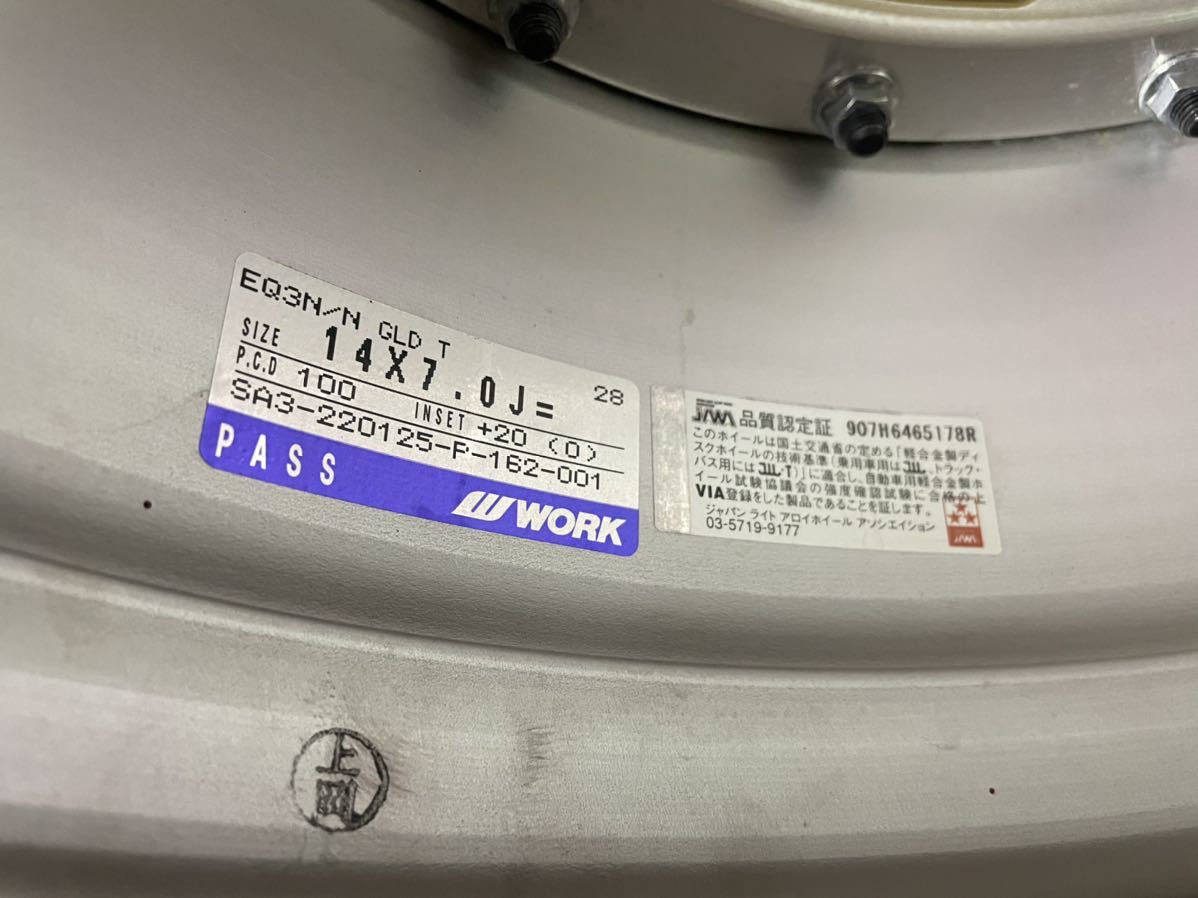 EQ3N/N GLD T
SIZE 14X7.0J= 28
P.C.D 100 INSET +20 (0)
SA3-220125-P-162-001
PASS WORK
JAWA 品質認定証 907H6465178R
このホイールは国土交通省の定める「軽合金製ディ
スクホイールの技術基準(乗用車用はJWL、トラック・
バス用にはJWL・T)」に適合し、自動車用軽合金製ホ
イール試験協議会の強度確認試験に合格の上
VIA登録をした製品であることを証します。
ジャパン ライト アロイホイール アソシエイション
03-5719-9177
JAWA
上岡